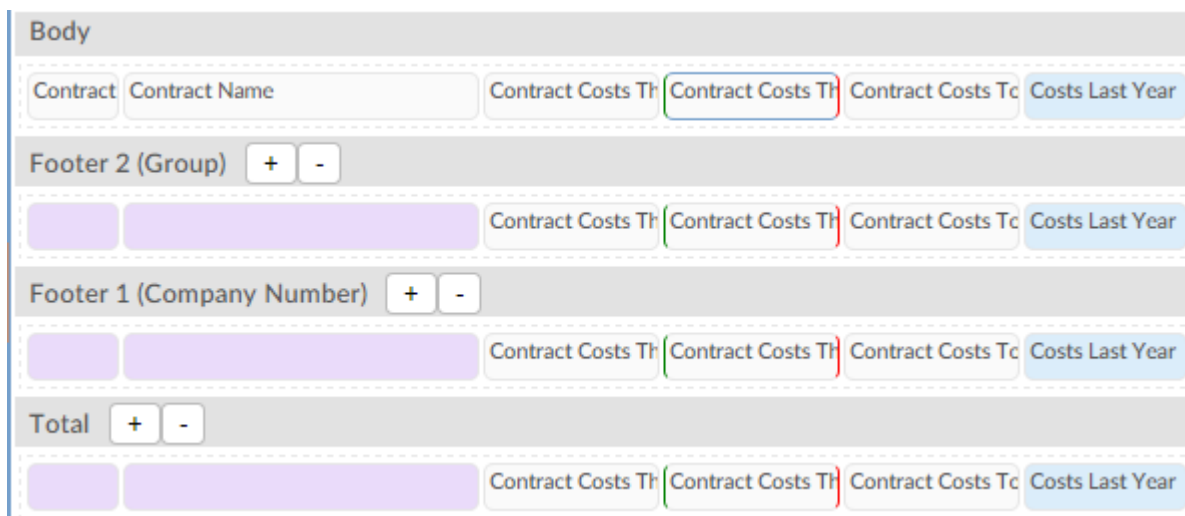 Body
Contract Contract Name Contract Costs Th Contract Costs Th Contract Costs To Costs Last Year
Footer 2 (Group) + -
Contract Costs Th Contract Costs Th Contract Costs To Costs Last Year
Footer 1 (Company Number) + -
Contract Costs Th Contract Costs Th Contract Costs To Costs Last Year
Total + -
Contract Costs Th Contract Costs Th Contract Costs To Costs Last Year